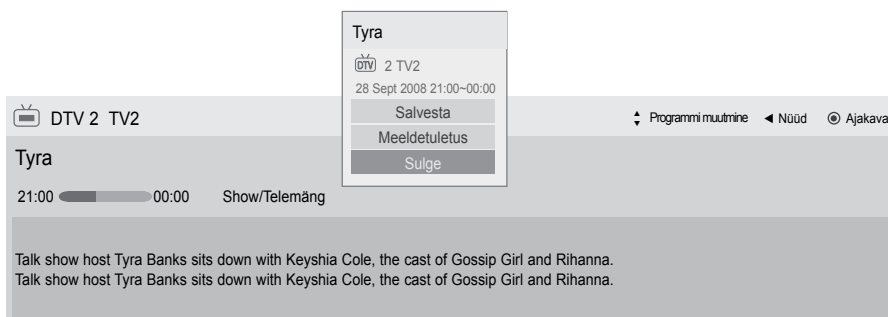 Tyra
DTV 2 TV2
28 Sept 2008 21:00~00:00
Salvesta
Meeldetuletus
Sulge
DTV 2 TV2
Programmi muutmine ◀ Nüüd ◉ Ajakava
Tyra
21:00 00:00 Show/Telemäng
Talk show host Tyra Banks sits down with Keyshia Cole, the cast of Gossip Girl and Rihanna.
Talk show host Tyra Banks sits down with Keyshia Cole, the cast of Gossip Girl and Rihanna.